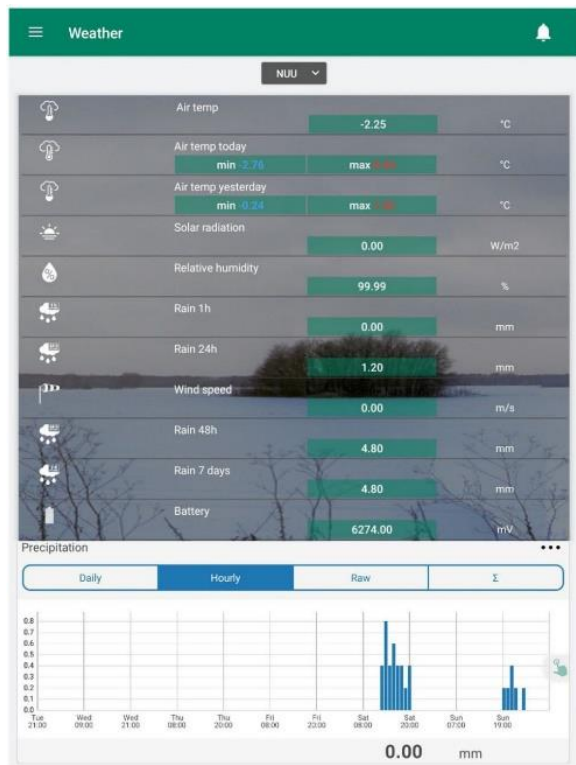 Weather
NUU
Air temp
-2.25 °C
Air temp today
min -2.76 max °C
Air temp yesterday
min -0.24 max °C
Solar radiation
0.00 W/m2
Relative humidity
99.99 %
Rain 1h
0.00 mm
Rain 24h
1.20 mm
Wind speed
0.00 m/s
Rain 48h
4.80 mm
Rain 7 days
4.80 mm
Battery
6274.00 mV
Precipitation
Daily Hourly Raw Σ
0.8
0.7
0.6
0.5
0.4
0.3
0.2
0.1
0.0
Tue Wed Wed Thu Thu Fri Fri Sat Sat Sun Sun
21:00 09:00 21:00 08:00 20:00 08:00 22:00 08:00 20:00 07:00 19:00
0.00 mm